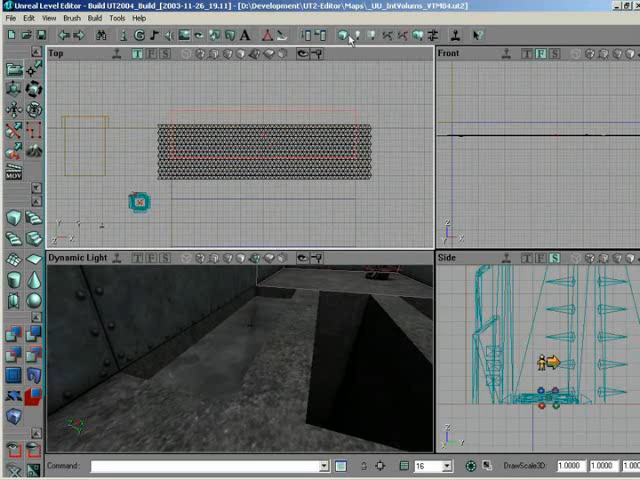 Unreal Level Editor - [Build UT2004_Build_[2003-11-26_19.11] - [D:\Development\UT2-Editor\Maps\_UU_IntVolums_VTM04.ut2]
File Edit View Brush Build Tools Help
Top
T F S
Front
T F S
MOV
Dynamic Light
T F S
Side
T F S
Command:
16
DrawScale3D: 1.0000 1.0000 1.000